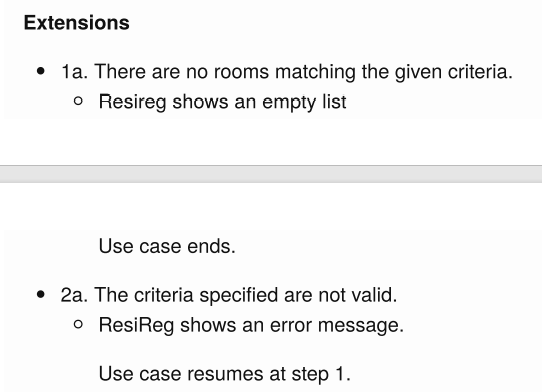 Extensions
• 1a. There are no rooms matching the given criteria.
○ Resireg shows an empty list
Use case ends.
• 2a. The criteria specified are not valid.
○ ResiReg shows an error message.
Use case resumes at step 1.